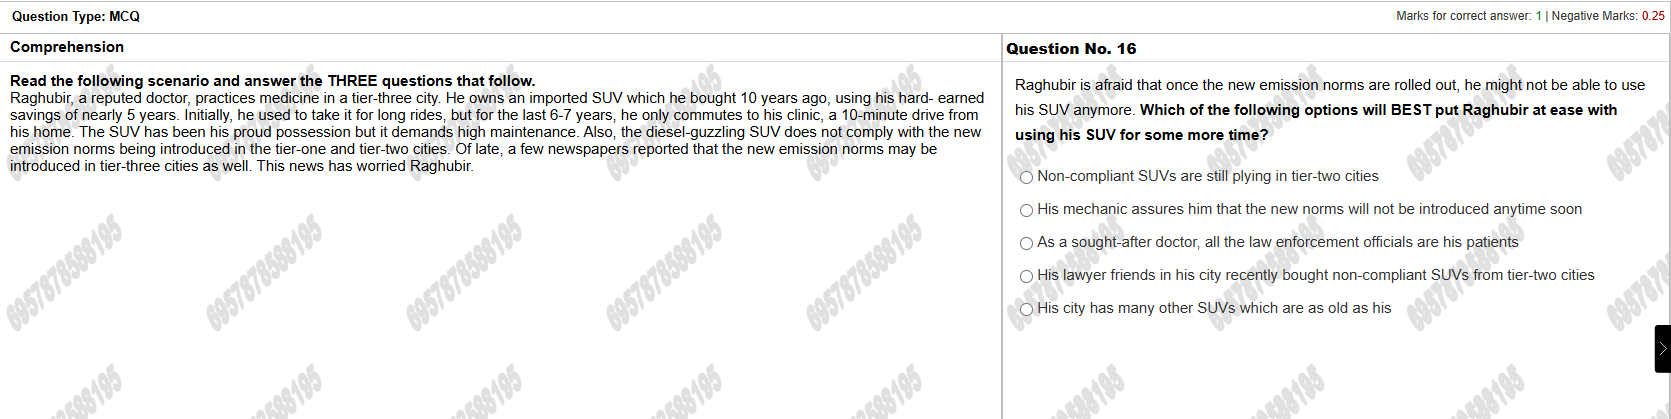 Question Type: MCQ
Marks for correct answer: 1 | Negative Marks: 0.25
Comprehension
Read the following scenario and answer the THREE questions that follow.
Raghubir, a reputed doctor, practices medicine in a tier-three city. He owns an imported SUV which he bought 10 years ago, using his hard- earned
savings of nearly 5 years. Initially, he used to take it for long rides, but for the last 6-7 years, he only commutes to his clinic, a 10-minute drive from
his home. The SUV has been his proud possession but it demands high maintenance. Also, the diesel-guzzling SUV does not comply with the new
emission norms being introduced in the tier-one and tier-two cities. Of late, a few newspapers reported that the new emission norms may be
introduced in tier-three cities as well. This news has worried Raghubir.
Question No. 16
Raghubir is afraid that once the new emission norms are rolled out, he might not be able to use
his SUV anymore. Which of the following options will BEST put Raghubir at ease with
using his SUV for some more time?
Non-compliant SUVs are still plying in tier-two cities
His mechanic assures him that the new norms will not be introduced anytime soon
As a sought-after doctor, all the law enforcement officials are his patients
His lawyer friends in his city recently bought non-compliant SUVs from tier-two cities
His city has many other SUVs which are as old as his